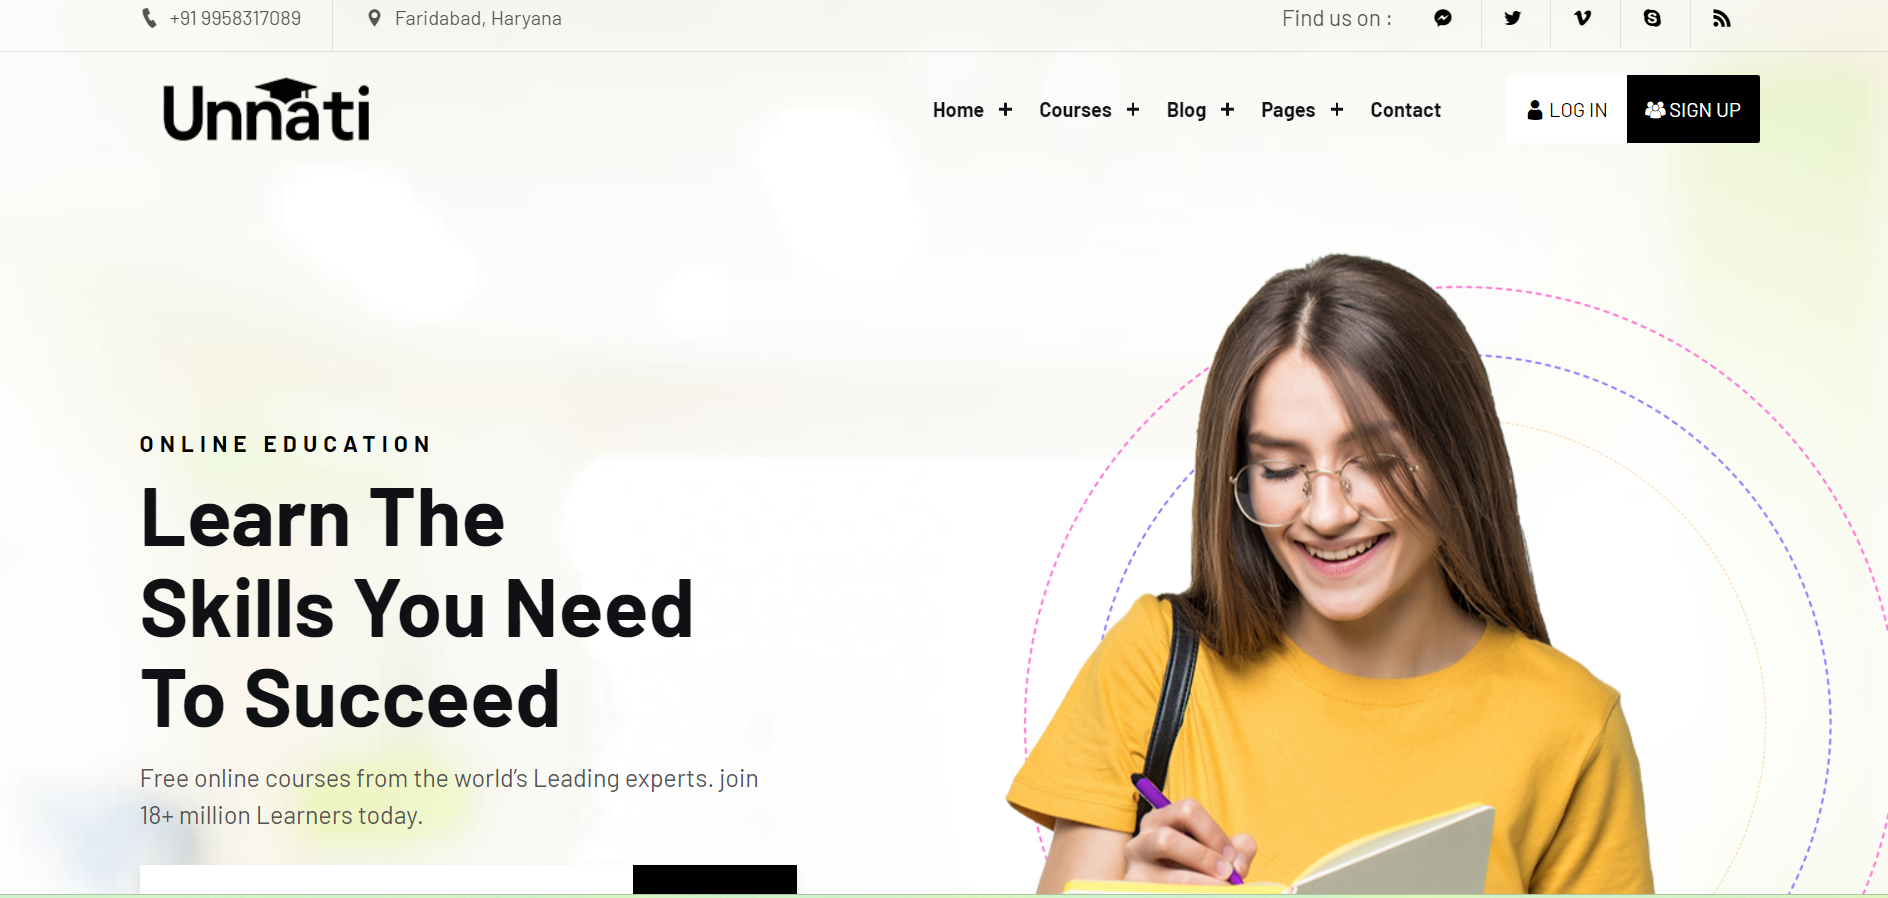 +91 9958317089
Faridabad, Haryana
Find us on :
Unnati
Home + Courses + Blog + Pages + Contact
LOG IN
SIGN UP
ONLINE EDUCATION
Learn The
Skills You Need
To Succeed
Free online courses from the world’s Leading experts. join
18+ million Learners today.